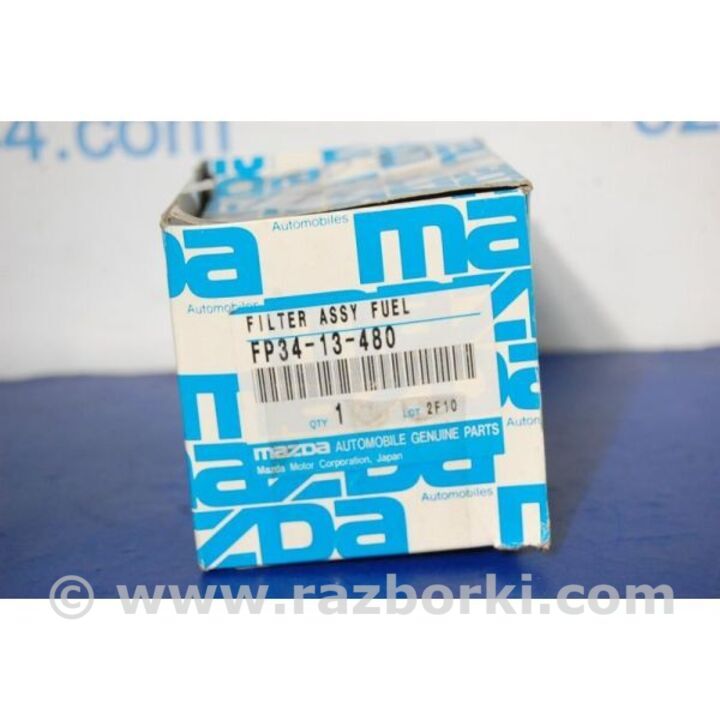 4.com
Automobiles
mazda
Automobiles
FILTER ASSY FUEL
FP34-13-480
QTY 1 LOT 2F10
mazda AUTOMOBILE GENUINE PARTS
Mazda Motor Corporation, Japan
Automobiles
© www.razborki.com